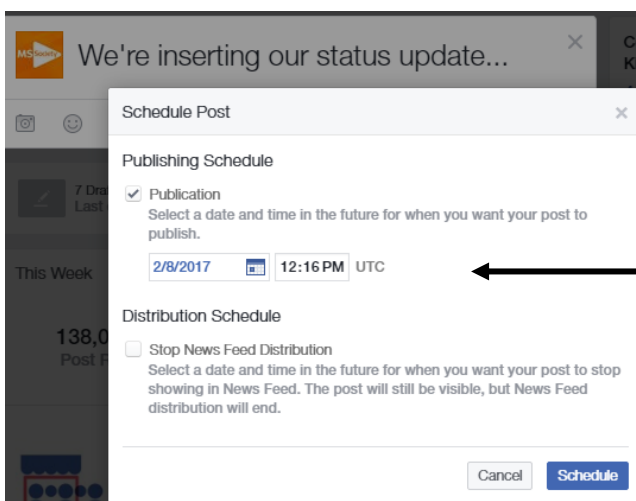 MS Society
We're inserting our status update...
Schedule Post
Publishing Schedule
Publication
Select a date and time in the future for when you want your post to
publish.
2/8/2017 12:16PM UTC
Distribution Schedule
Stop News Feed Distribution
Select a date and time in the future for when you want your post to stop
showing in News Feed. The post will still be visible, but News Feed
distribution will end.
Cancel Schedule
7 Dra
Last
This Week
138,0
Post